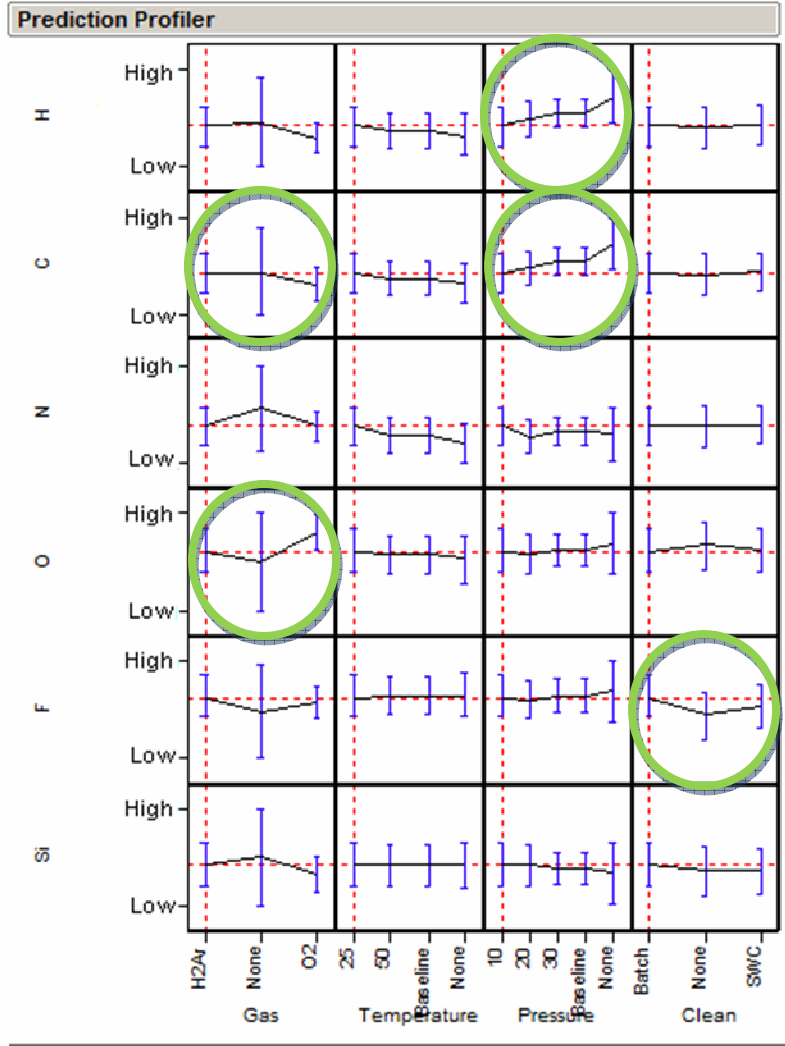 Prediction Profiler
H
High
Low
C
High
Low
N
High
Low
O
High
Low
F
High
Low
Si
High
Low
H2Ar
None
O2
25
50
Baseline
None
10
20
30
Baseline
None
Batch
None
SWC
Gas
Temperature
Pressure
Clean